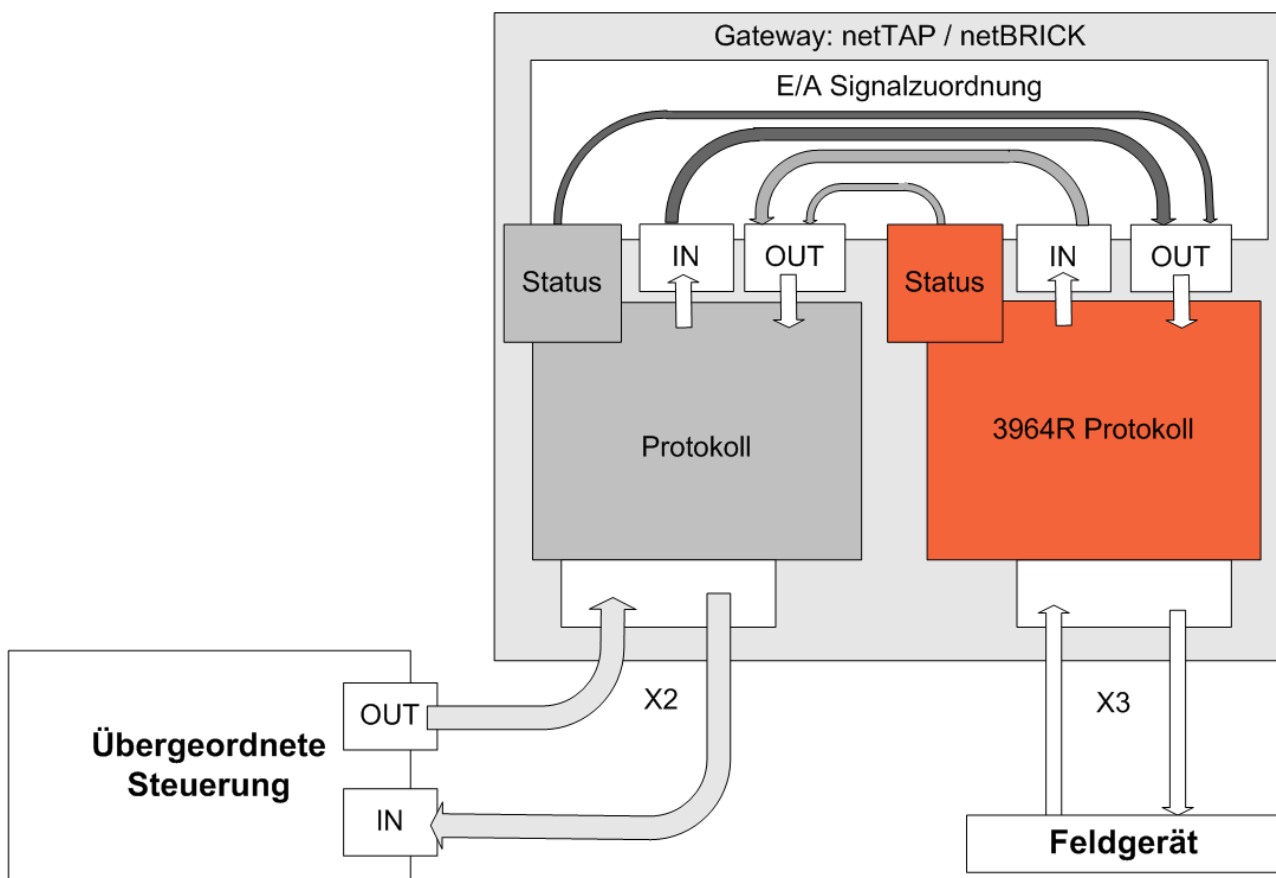 Gateway: netTAP / netBRICK
E/A Signalzuordnung
Status
IN
OUT
Status
IN
OUT
Protokoll
3964R Protokoll
X2
X3
OUT
Übergeordnete
Steuerung
IN
Feldgerät